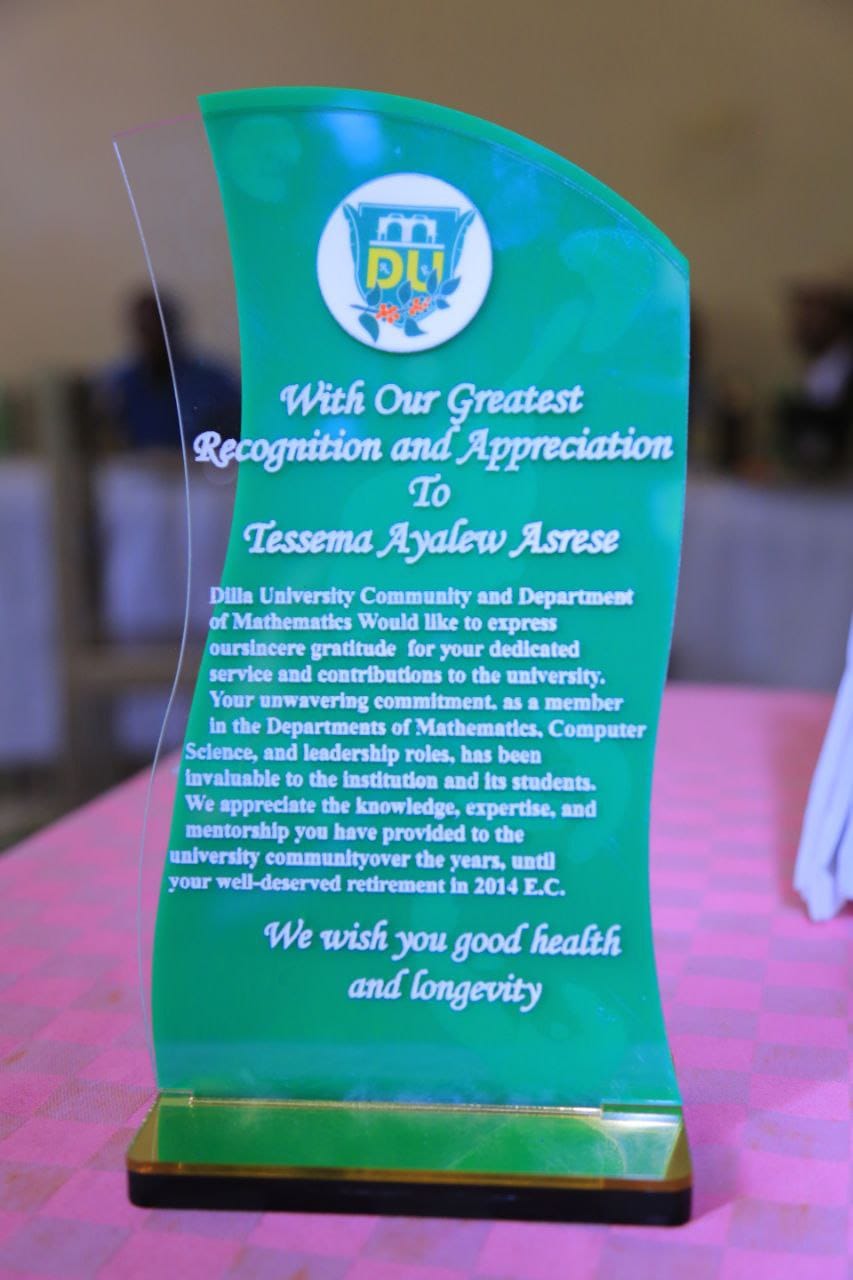 DU
With Our Greatest
Recognition and Appreciation
To
Tessema Ayalew Asrese
Dilla University Community and Department
of Mathematics Would like to express
oursincere gratitude for your dedicated
service and contributions to the university.
Your unwavering commitment. as a member
in the Departments of Mathematics, Computer
Science, and leadership roles, has been
invaluable to the institution and its students.
We appreciate the knowledge, expertise, and
mentorship you have provided to the
university communityover the years, until
your well-deserved retirement in 2014 E.C.
We wish you good health
and longevity